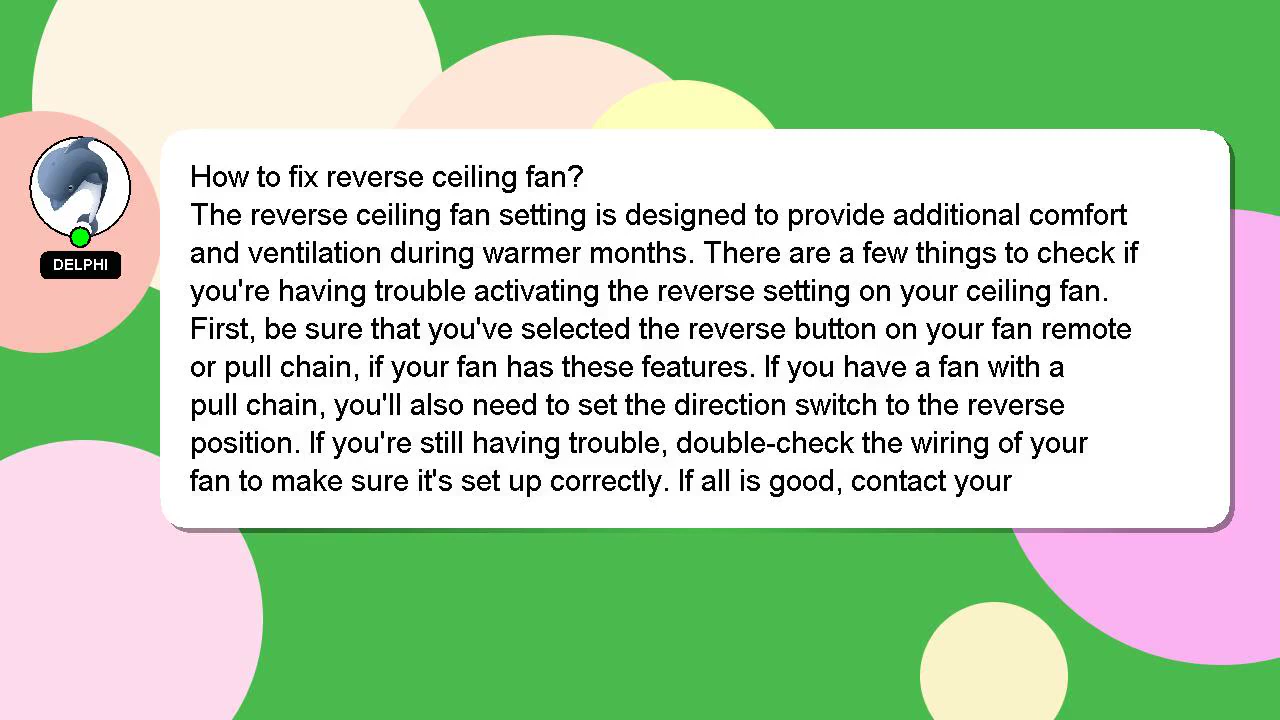 DELPHI
How to fix reverse ceiling fan?
The reverse ceiling fan setting is designed to provide additional comfort
and ventilation during warmer months. There are a few things to check if
you're having trouble activating the reverse setting on your ceiling fan.
First, be sure that you've selected the reverse button on your fan remote
or pull chain, if your fan has these features. If you have a fan with a
pull chain, you'll also need to set the direction switch to the reverse
position. If you're still having trouble, double-check the wiring of your
fan to make sure it's set up correctly. If all is good, contact your